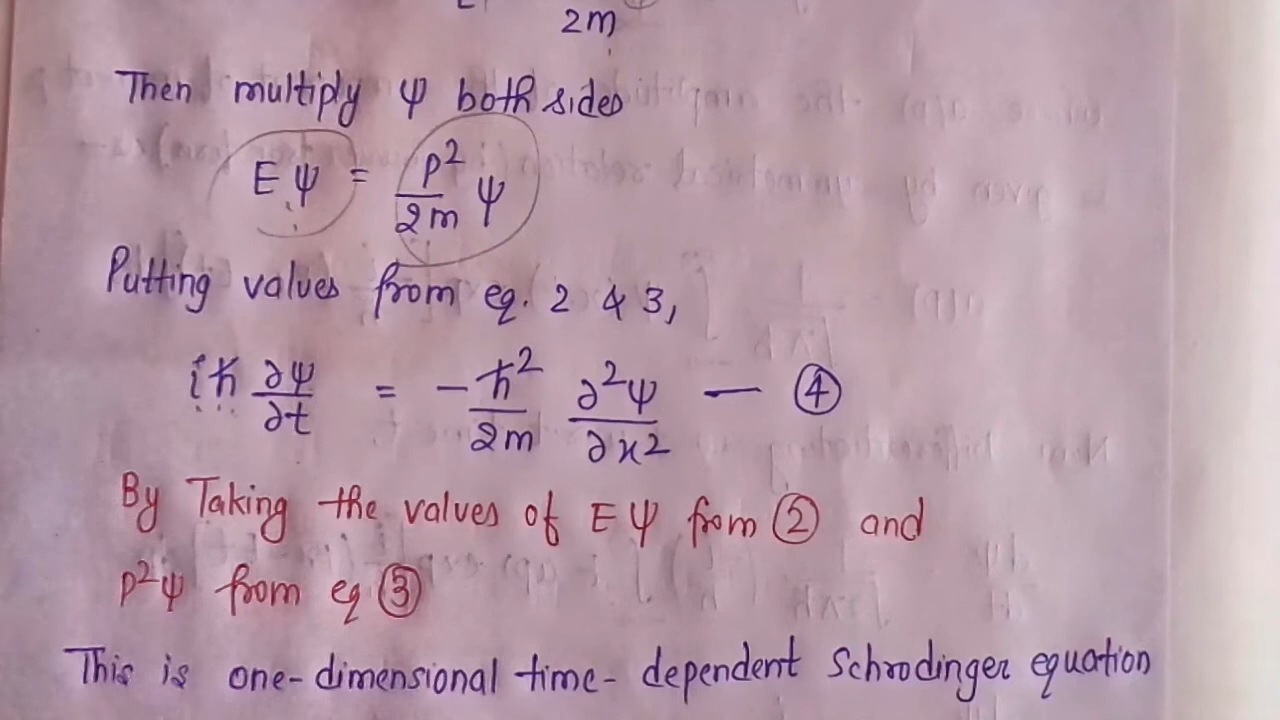 2m
Then multiply ψ both sides
Eψ = p²/2m ψ
Putting values from eq. 2 & 3,
iħ ∂ψ/∂t = -ħ²/2m ∂²ψ/∂x² — ④
By Taking the values of Eψ from ② and
p²ψ from eq ③
This is one-dimensional time-dependent Schrodinger equation